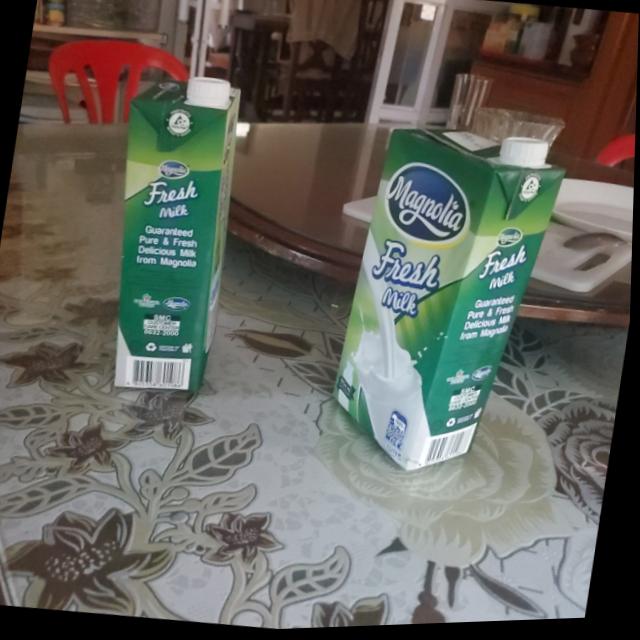 Fresh
Milk
Guaranteed
Pure & Fresh
Delicious Milk
from Magnolia
Magnolia
Fresh
Milk
Fresh
Milk
Guaranteed
Pure & Fresh
Delicious Milk
from Magnolia